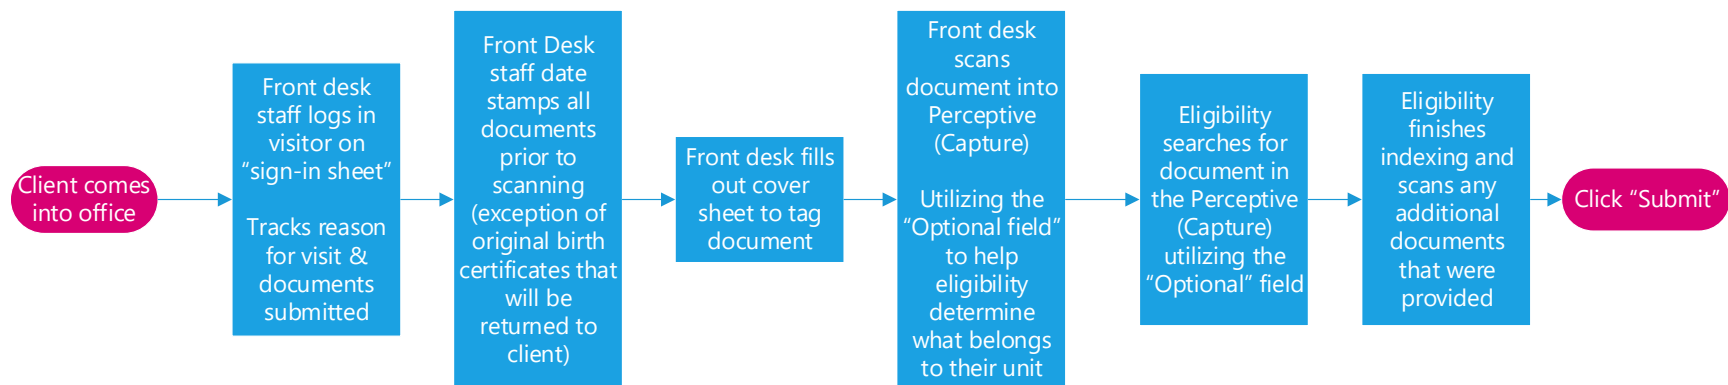 Client comes
into office
Front desk
staff logs in
visitor on
“sign-in sheet”
Tracks reason
for visit &
documents
submitted
Front Desk
staff date
stamps all
documents
prior to
scanning
(exception of
original birth
certificates that
will be
returned to
client)
Front desk fills
out cover
sheet to tag
document
Front desk
scans
document into
Perceptive
(Capture)
Utilizing the
“Optional field”
to help
eligibility
determine
what belongs
to their unit
Eligibility
searches for
document in
the Perceptive
(Capture)
utilizing the
“Optional” field
Eligibility
finishes
indexing and
scans any
additional
documents
that were
provided
Click “Submit”